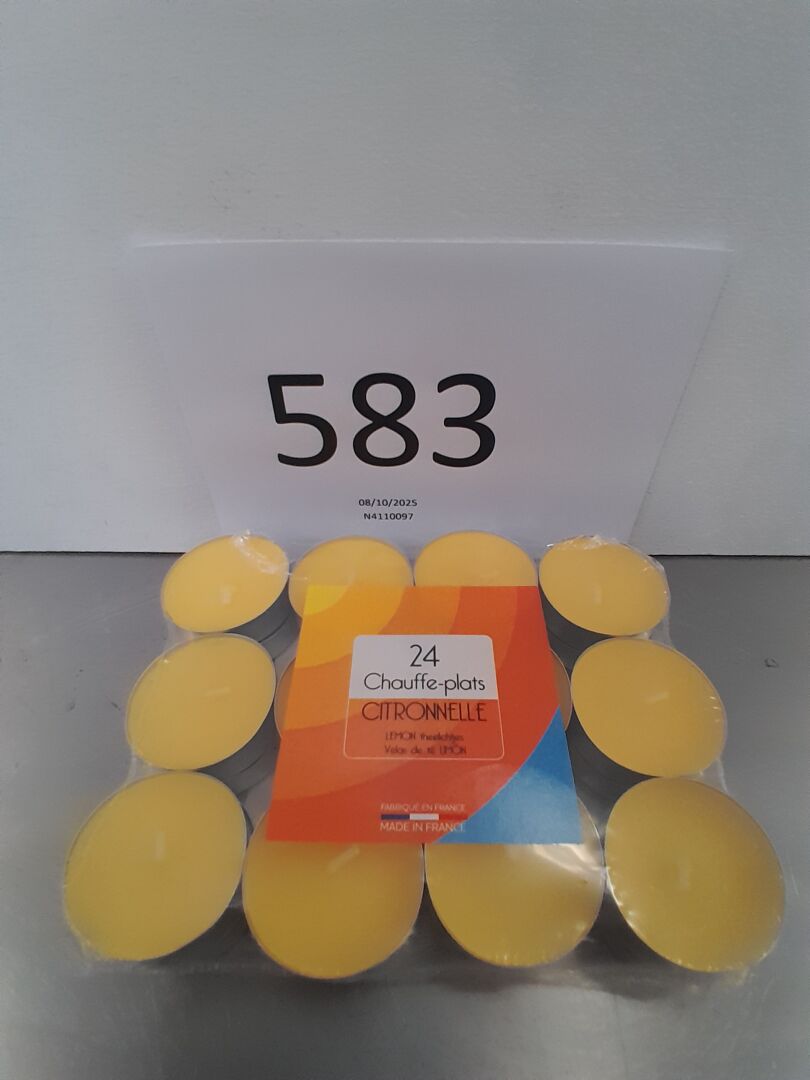 583
08/10/2025
N4110097
24
Chauffe-plats
CITRONNELLE
LEMON theelichtjes
Velas de té LIMÓN
FABRIQUÉ EN FRANCE
MADE IN FRANCE